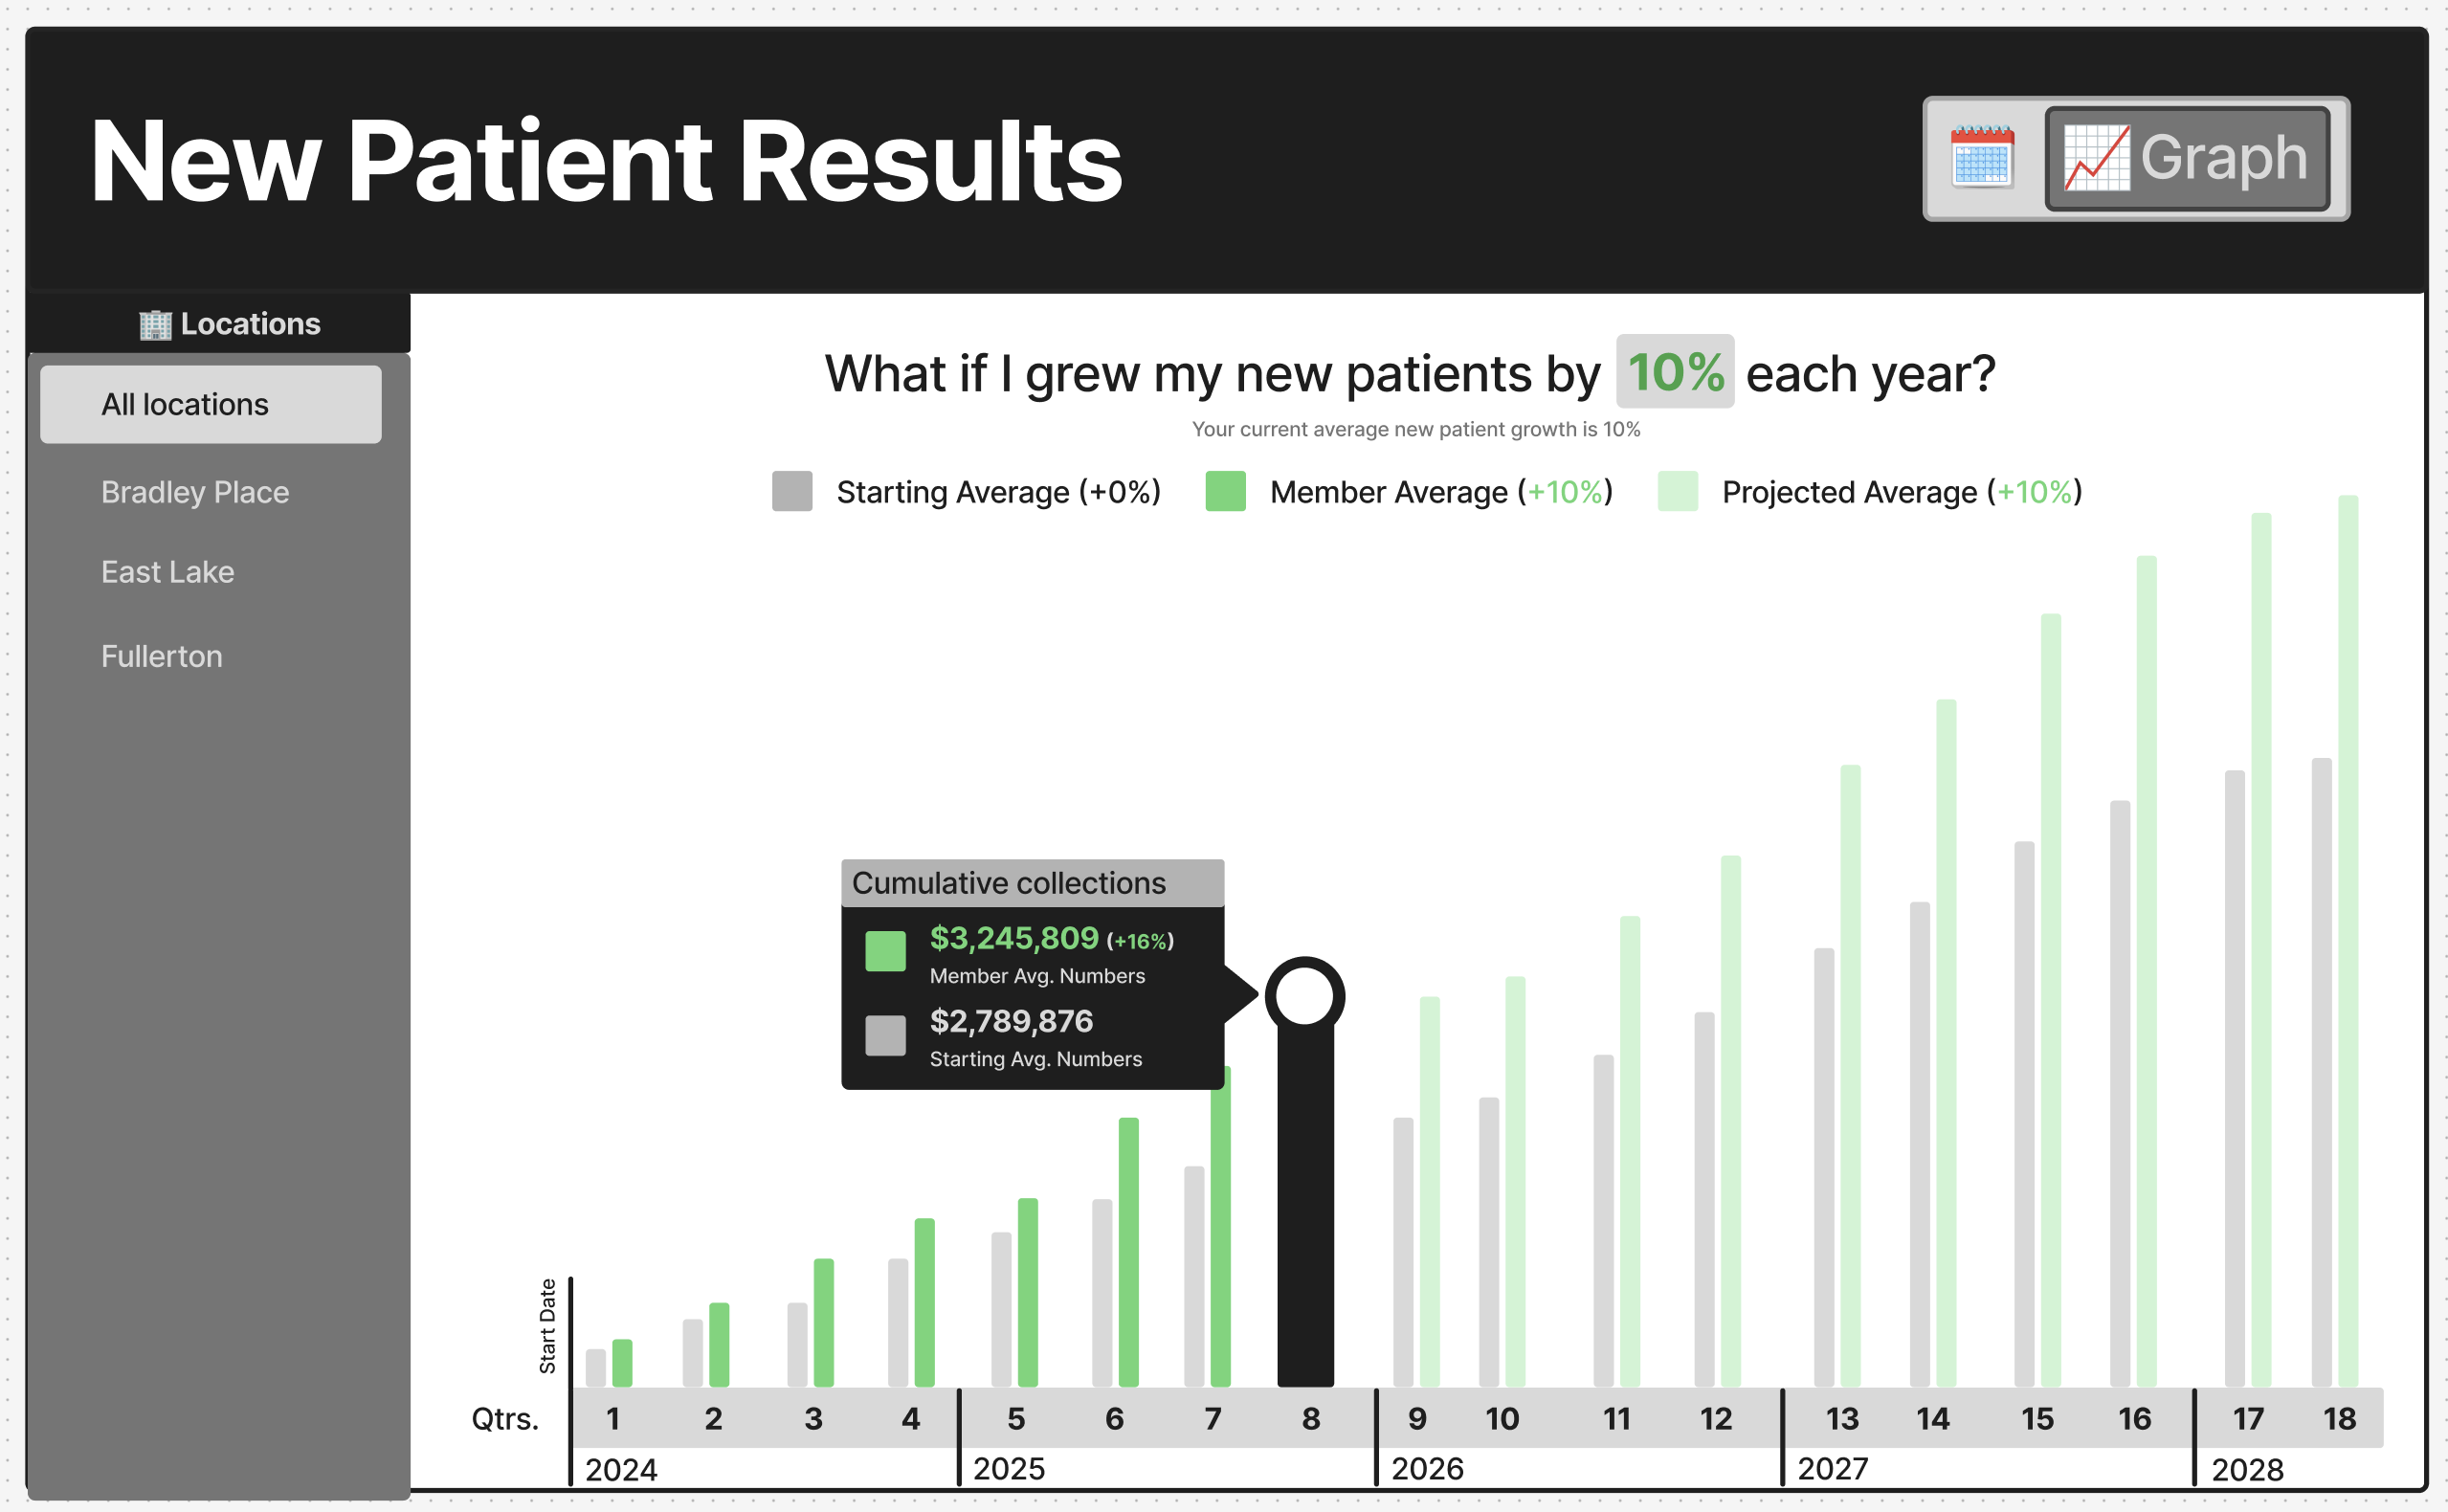 New Patient Results
Graph
Locations
All locations
Bradley Place
East Lake
Fullerton
What if I grew my new patients by 10% each year?
Your current average new patient growth is 10%
Starting Average (+0%) Member Average (+10%) Projected Average (+10%)
Cumulative collections
$3,245,809 (+16%)
Member Avg. Numbers
$2,789,876
Starting Avg. Numbers
Start Date
Qtrs. 1 2 3 4 5 6 7 8 9 10 11 12 13 14 15 16 17 18
2024 2025 2026 2027 2028